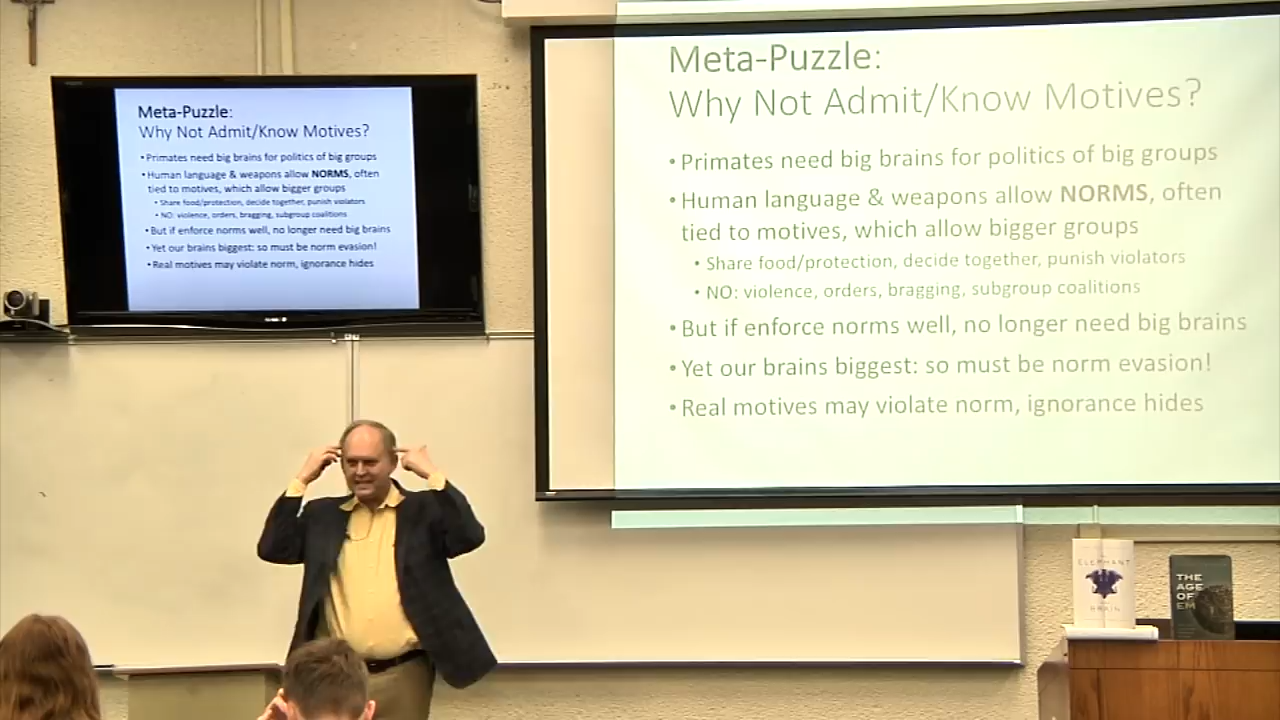 Meta-Puzzle:
Why Not Admit/Know Motives?
• Primates need big brains for politics of big groups
• Human language & weapons allow NORMS, often
tied to motives, which allow bigger groups
• Share food/protection, decide together, punish violators
• NO: violence, orders, bragging, subgroup coalitions
• But if enforce norms well, no longer need big brains
• Yet our brains biggest: so must be norm evasion!
• Real motives may violate norm, ignorance hides
Meta-Puzzle:
Why Not Admit/Know Motives?
• Primates need big brains for politics of big groups
• Human language & weapons allow NORMS, often
tied to motives, which allow bigger groups
• Share food/protection, decide together, punish violators
• NO: violence, orders, bragging, subgroup coalitions
• But if enforce norms well, no longer need big brains
• Yet our brains biggest: so must be norm evasion!
• Real motives may violate norm, ignorance hides
ELEPHANT
BRAIN
THE
AGE
OF
EM